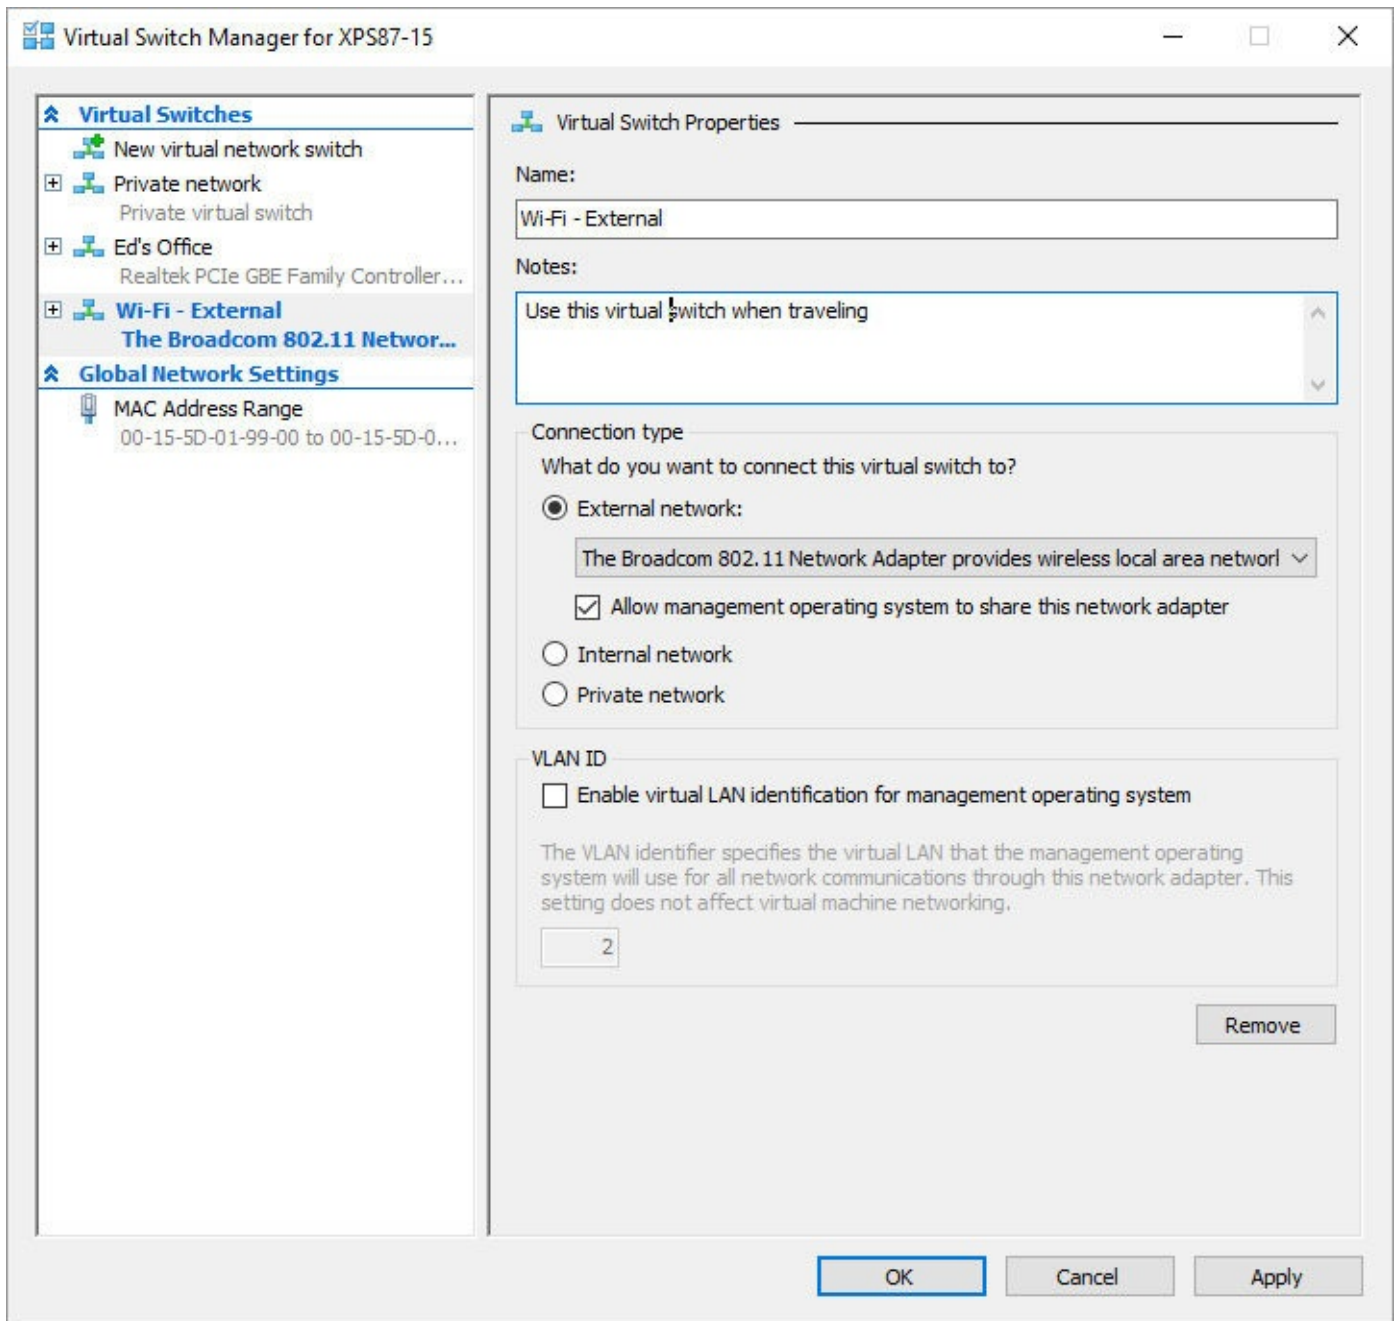 Virtual Switch Manager for XPS87-15
Virtual Switches
New virtual network switch
Private network
Private virtual switch
Ed's Office
Realtek PCIe GBE Family Controller...
Wi-Fi - External
The Broadcom 802.11 Networ...
Global Network Settings
MAC Address Range
00-15-5D-01-99-00 to 00-15-5D-0...
Virtual Switch Properties
Name:
Wi-Fi - External
Notes:
Use this virtual switch when traveling
Connection type
What do you want to connect this virtual switch to?
External network:
The Broadcom 802.11 Network Adapter provides wireless local area networl
Allow management operating system to share this network adapter
Internal network
Private network
VLAN ID
Enable virtual LAN identification for management operating system
The VLAN identifier specifies the virtual LAN that the management operating
system will use for all network communications through this network adapter. This
setting does not affect virtual machine networking.
2
Remove
OK
Cancel
Apply